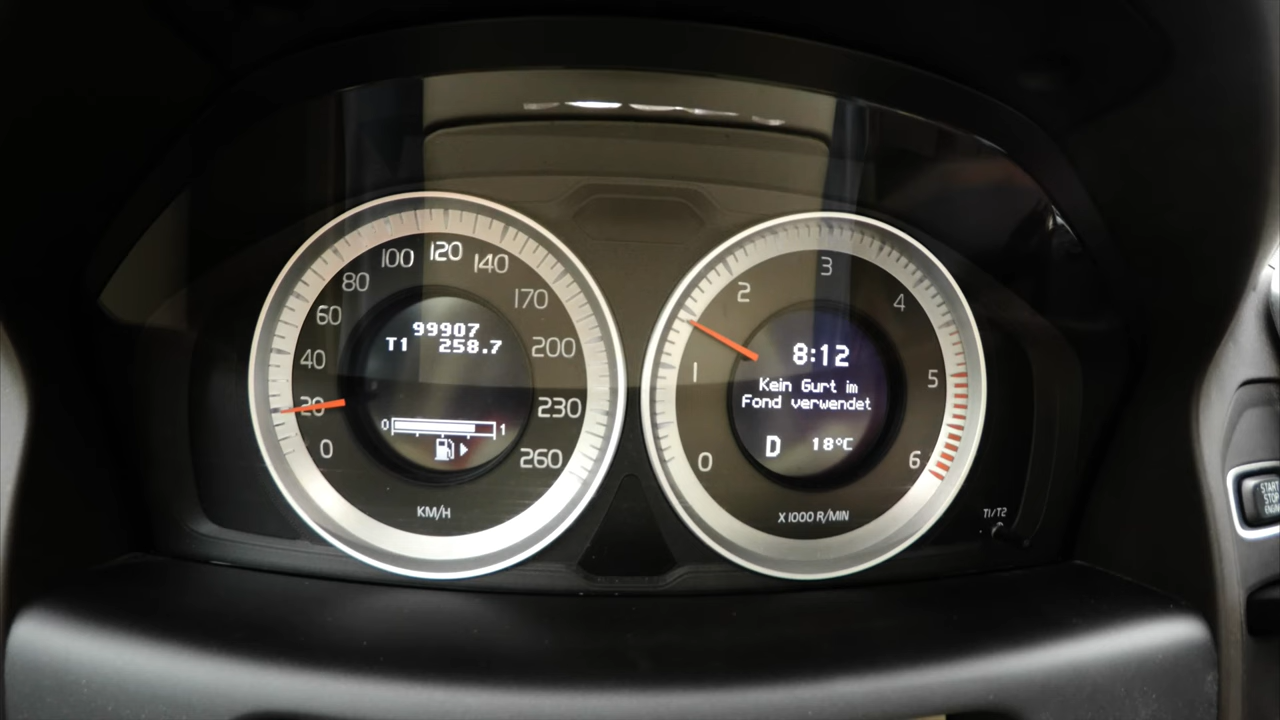 99907
T1 258.7
0 1
0
20
40
60
80
100
120
140
170
200
230
260
KM/H
8:12
Kein Gurt im
Fond verwendet
D 18°C
0
1
2
3
4
5
6
X1000 R/MIN
T1/T2
START
STOP